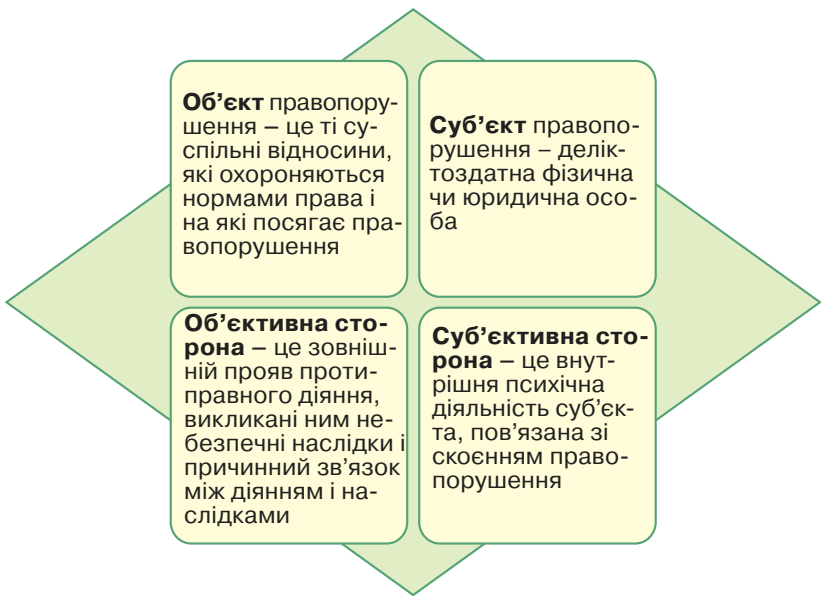 Об’єкт правопору-
шення – це ті су-
спільні відносини,
які охороняються
нормами права і
на які посягає пра-
вопорушення
Суб’єкт правопо-
рушення – делік-
тоздатна фізична
чи юридична осо-
ба
Об’єктивна сто-
рона – це зовніш-
ній прояв проти-
правного діяння,
викликані ним не-
безпечні наслідки і
причинний зв’язок
між діянням і на-
слідками
Суб’єктивна сто-
рона – це внут-
рішня психічна
діяльність суб’єк-
та, пов’язана зі
скоєнням право-
порушення